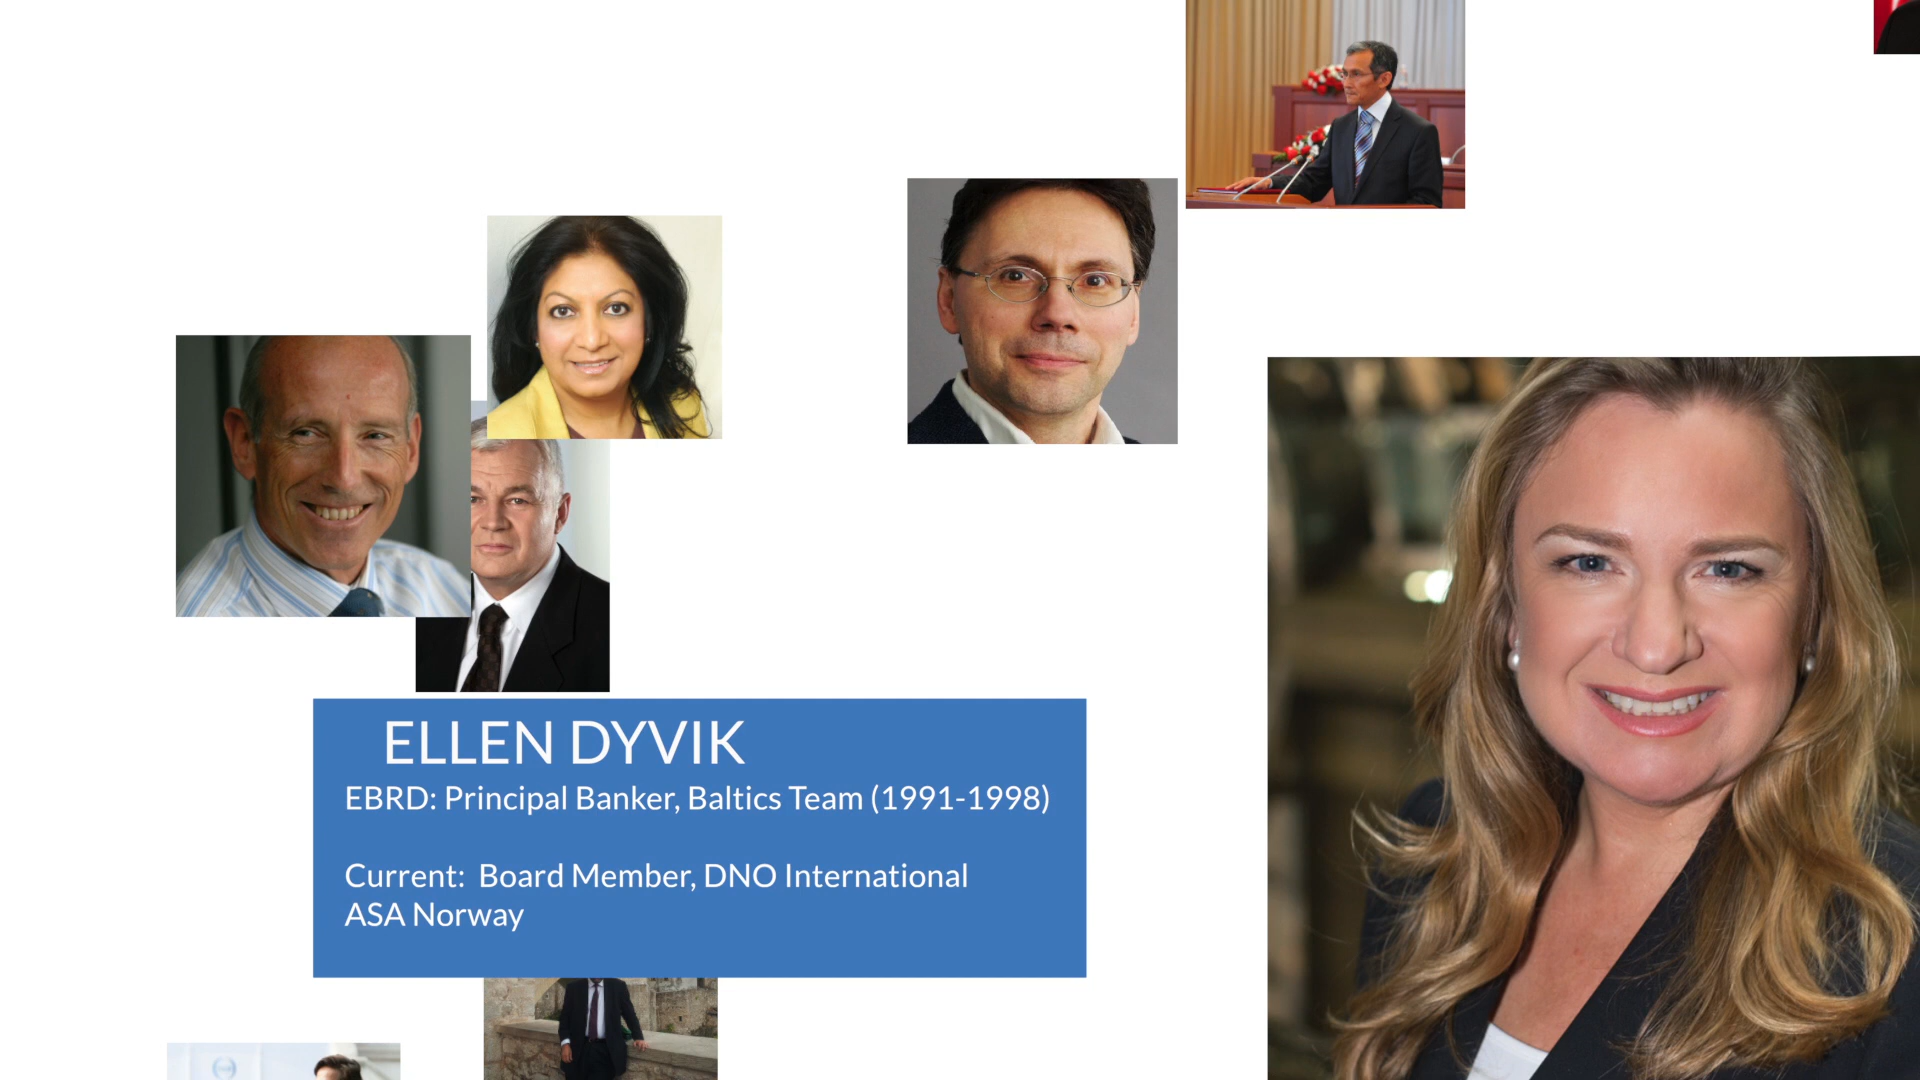 ELLEN DYVIK
EBRD: Principal Banker, Baltics Team (1991-1998)
Current: Board Member, DNO International
ASA Norway